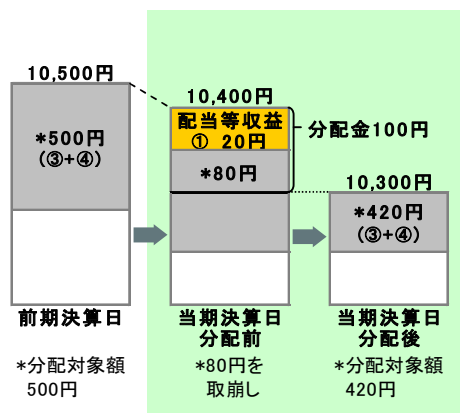 10,500円
*500円
(③+④)
前期決算日
*分配対象額
500円
10,400円
配当等収益
① 20円
*80円
分配金100円
当期決算日
分配前
*80円を
取崩し
10,300円
*420円
(③+④)
当期決算日
分配後
*分配対象額
420円